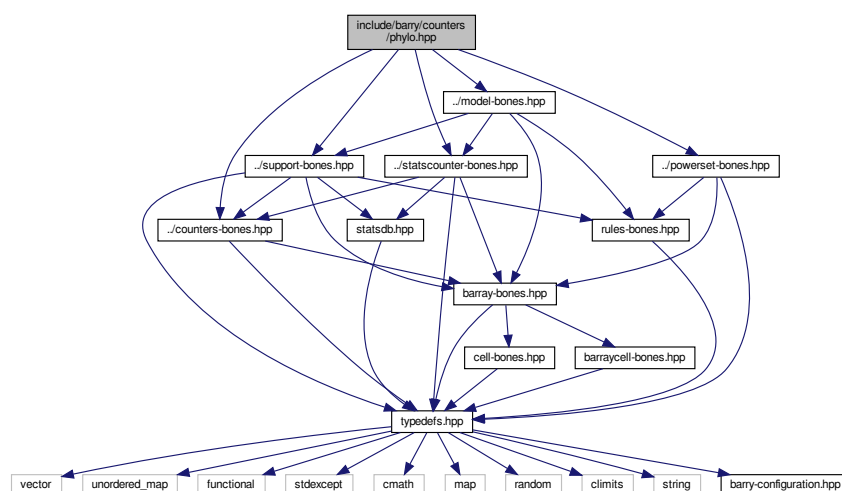 include/barry/counters
/phylo.hpp
../model-bones.hpp
../support-bones.hpp
../statscounter-bones.hpp
../powerset-bones.hpp
../counters-bones.hpp
statsdb.hpp
rules-bones.hpp
barray-bones.hpp
cell-bones.hpp
barraycell-bones.hpp
typedefs.hpp
vector
unordered_map
functional
stdexcept
cmath
map
random
climits
string
barry-configuration.hpp